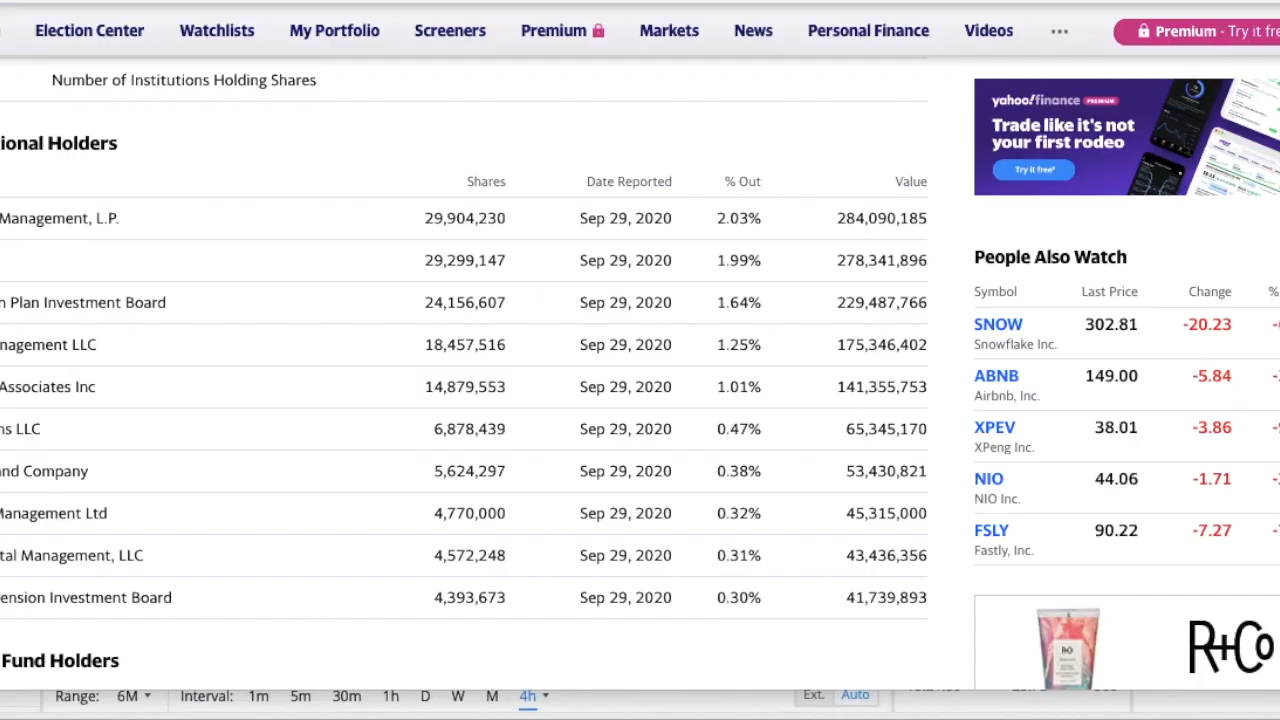 Election Center Watchlists My Portfolio Screeners Premium Markets News Personal Finance Videos ... Premium - Try it fre
Number of Institutions Holding Shares
ional Holders
Shares Date Reported % Out Value
Management, L.P. 29,904,230 Sep 29, 2020 2.03% 284,090,185
29,299,147 Sep 29, 2020 1.99% 278,341,896
n Plan Investment Board 24,156,607 Sep 29, 2020 1.64% 229,487,766
nagement LLC 18,457,516 Sep 29, 2020 1.25% 175,346,402
Associates Inc 14,879,553 Sep 29, 2020 1.01% 141,355,753
ns LLC 6,878,439 Sep 29, 2020 0.47% 65,345,170
and Company 5,624,297 Sep 29, 2020 0.38% 53,430,821
Management Ltd 4,770,000 Sep 29, 2020 0.32% 45,315,000
tal Management, LLC 4,572,248 Sep 29, 2020 0.31% 43,436,356
ension Investment Board 4,393,673 Sep 29, 2020 0.30% 41,739,893
Fund Holders
Range: 6M Interval: 1m 5m 30m 1h D W M 4h Ext. Auto
yahoo!finance PREMIUM
Trade like it's not
your first rodeo
Try it free*
People Also Watch
Symbol Last Price Change %
SNOW 302.81 -20.23
Snowflake Inc.
ABNB 149.00 -5.84
Airbnb, Inc.
XPEV 38.01 -3.86
XPeng Inc.
NIO 44.06 -1.71
NIO Inc.
FSLY 90.22 -7.27
Fastly, Inc.
R+Co